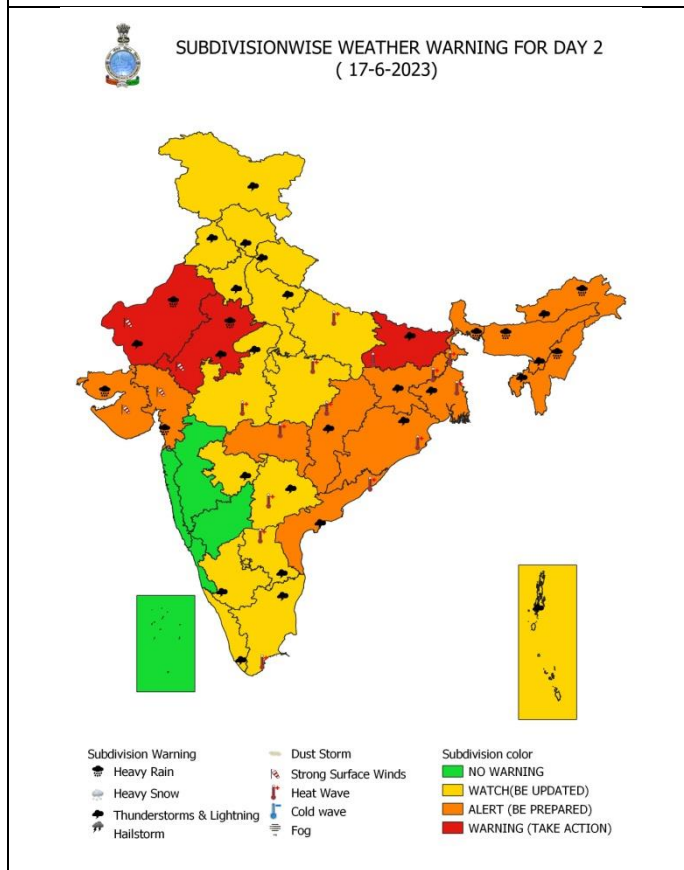 SUBDIVISIONWISE WEATHER WARNING FOR DAY 2
( 17-6-2023)
Subdivision Warning
Heavy Rain
Heavy Snow
Thunderstorms & Lightning
Hailstorm
Dust Storm
Strong Surface Winds
Heat Wave
Cold wave
Fog
Subdivision color
NO WARNING
WATCH(BE UPDATED)
ALERT (BE PREPARED)
WARNING (TAKE ACTION)